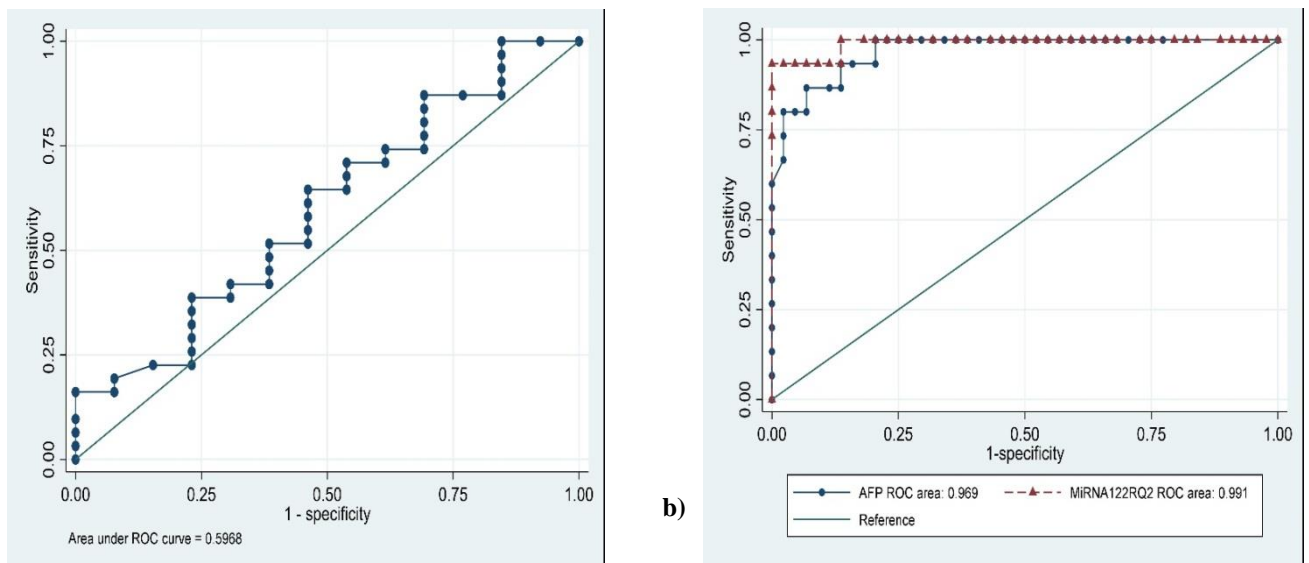 Sensitivity
1.00
0.75
0.50
0.25
0.00
0.00 0.25 0.50 0.75 1.00
1 - specificity
Area under ROC curve = 0.5968
b)
Sensitivity
1.00
0.75
0.50
0.25
0.00
0.00 0.25 0.50 0.75 1.00
1-specificity
AFP ROC area: 0.969 MiRNA122RQ2 ROC area: 0.991
Reference